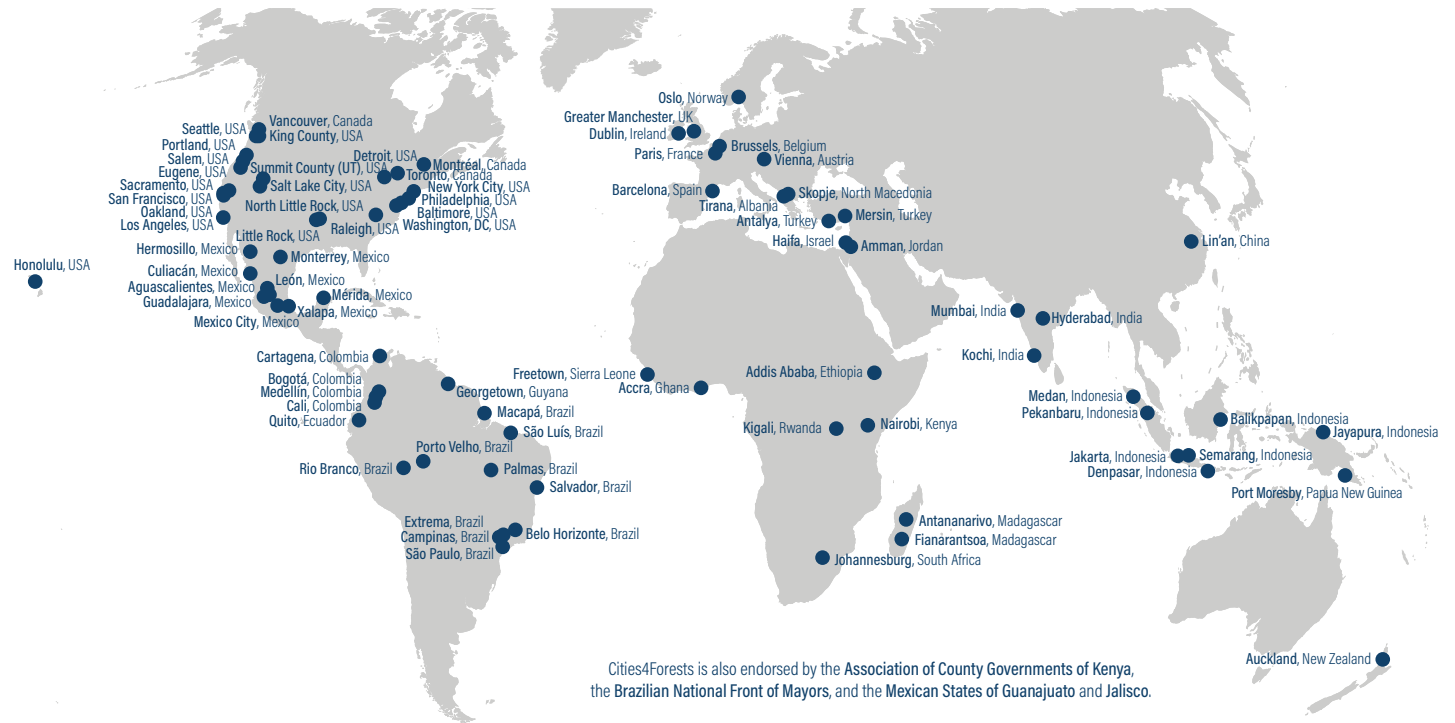 Oslo, Norway
Greater Manchester, UK
Dublin, Ireland
Paris, France
Brussels, Belgium
Vienna, Austria
Barcelona, Spain
Skopje, North Macedonia
Tirana, Albania
Antalya, Turkey
Mersin, Turkey
Haifa, Israel
Amman, Jordan
Lin'an, China
Vancouver, Canada
Seattle, USA
King County, USA
Portland, USA
Salem, USA
Eugene, USA
Summit County (UT), USA
Detroit, USA
Montréal, Canada
Toronto, Canada
Sacramento, USA
Salt Lake City, USA
New York City, USA
San Francisco, USA
Philadelphia, USA
North Little Rock, USA
Oakland, USA
Baltimore, USA
Los Angeles, USA
Raleigh, USA
Washington, DC, USA
Little Rock, USA
Honolulu, USA
Hermosillo, Mexico
Monterrey, Mexico
Culiacán, Mexico
León, Mexico
Aguascalientes, Mexico
Mérida, Mexico
Guadalajara, Mexico
Xalapa, Mexico
Mexico City, Mexico
Cartagena, Colombia
Bogotá, Colombia
Medellín, Colombia
Cali, Colombia
Quito, Ecuador
Georgetown, Guyana
Macapá, Brazil
São Luís, Brazil
Porto Velho, Brazil
Rio Branco, Brazil
Palmas, Brazil
Salvador, Brazil
Extrema, Brazil
Campinas, Brazil
Belo Horizonte, Brazil
São Paulo, Brazil
Freetown, Sierra Leone
Accra, Ghana
Addis Ababa, Ethiopia
Kigali, Rwanda
Nairobi, Kenya
Antananarivo, Madagascar
Fianarantsoa, Madagascar
Johannesburg, South Africa
Mumbai, India
Hyderabad, India
Kochi, India
Medan, Indonesia
Pekanbaru, Indonesia
Balikpapan, Indonesia
Jayapura, Indonesia
Jakarta, Indonesia
Semarang, Indonesia
Denpasar, Indonesia
Port Moresby, Papua New Guinea
Auckland, New Zealand
Cities4Forests is also endorsed by the Association of County Governments of Kenya,
the Brazilian National Front of Mayors, and the Mexican States of Guanajuato and Jalisco.